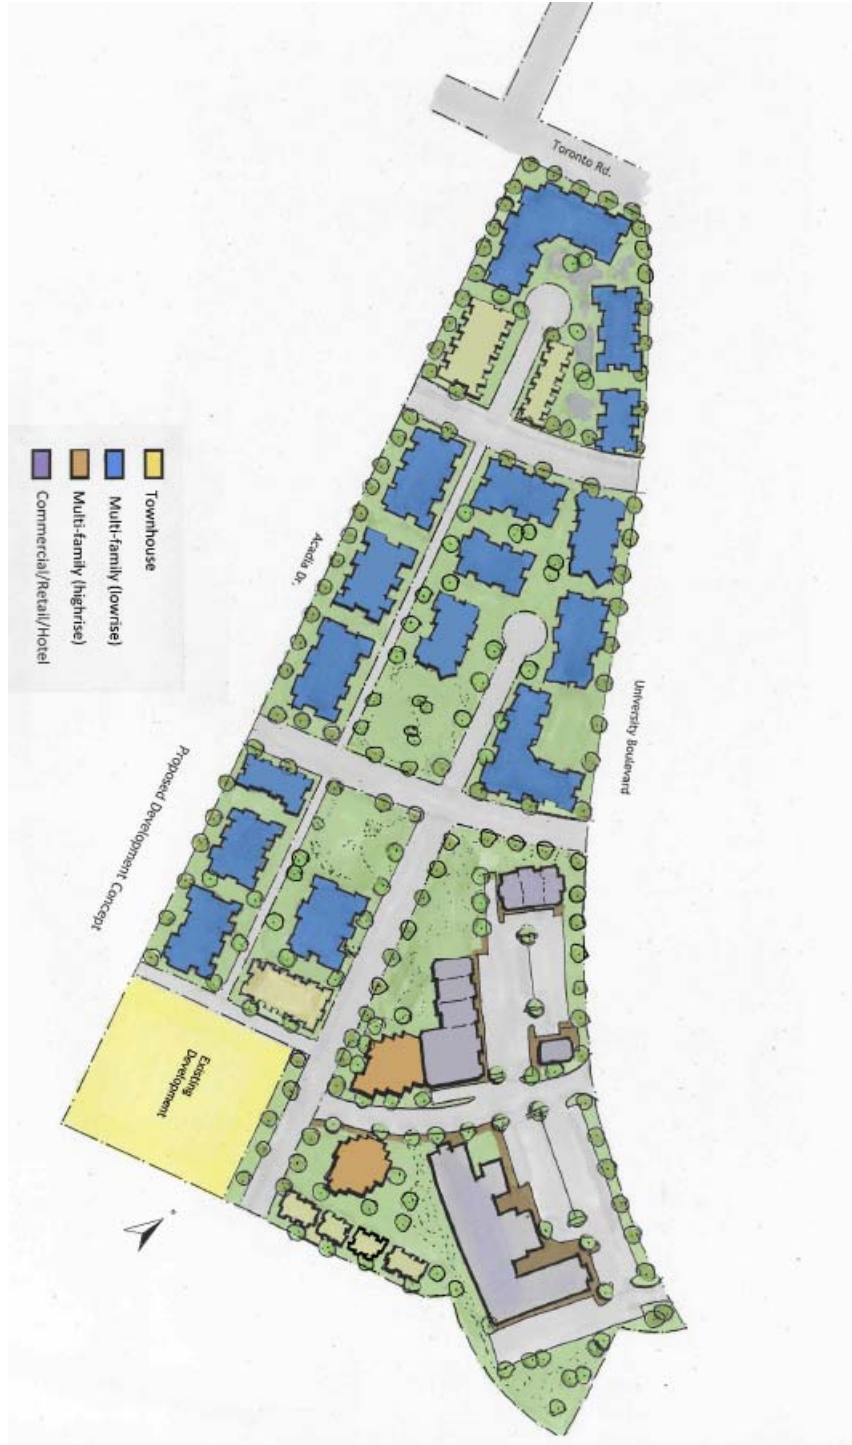 Toronto Rd.
Acadia Dr.
University Boulevard
Townhouse
Multi-family (lowrise)
Multi-family (highrise)
Commercial/Retail/Hotel
Proposed Development Concept
Existing
Development